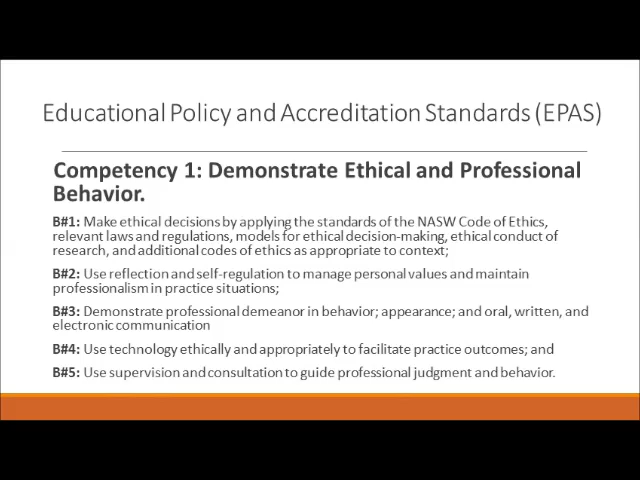 Educational Policy and Accreditation Standards (EPAS)
Competency 1: Demonstrate Ethical and Professional
Behavior.
B#1: Make ethical decisions by applying the standards of the NASW Code of Ethics,
relevant laws and regulations, models for ethical decision-making, ethical conduct of
research, and additional codes of ethics as appropriate to context;
B#2: Use reflection and self-regulation to manage personal values and maintain
professionalism in practice situations;
B#3: Demonstrate professional demeanor in behavior; appearance; and oral, written, and
electronic communication
B#4: Use technology ethically and appropriately to facilitate practice outcomes; and
B#5: Use supervision and consultation to guide professional judgment and behavior.